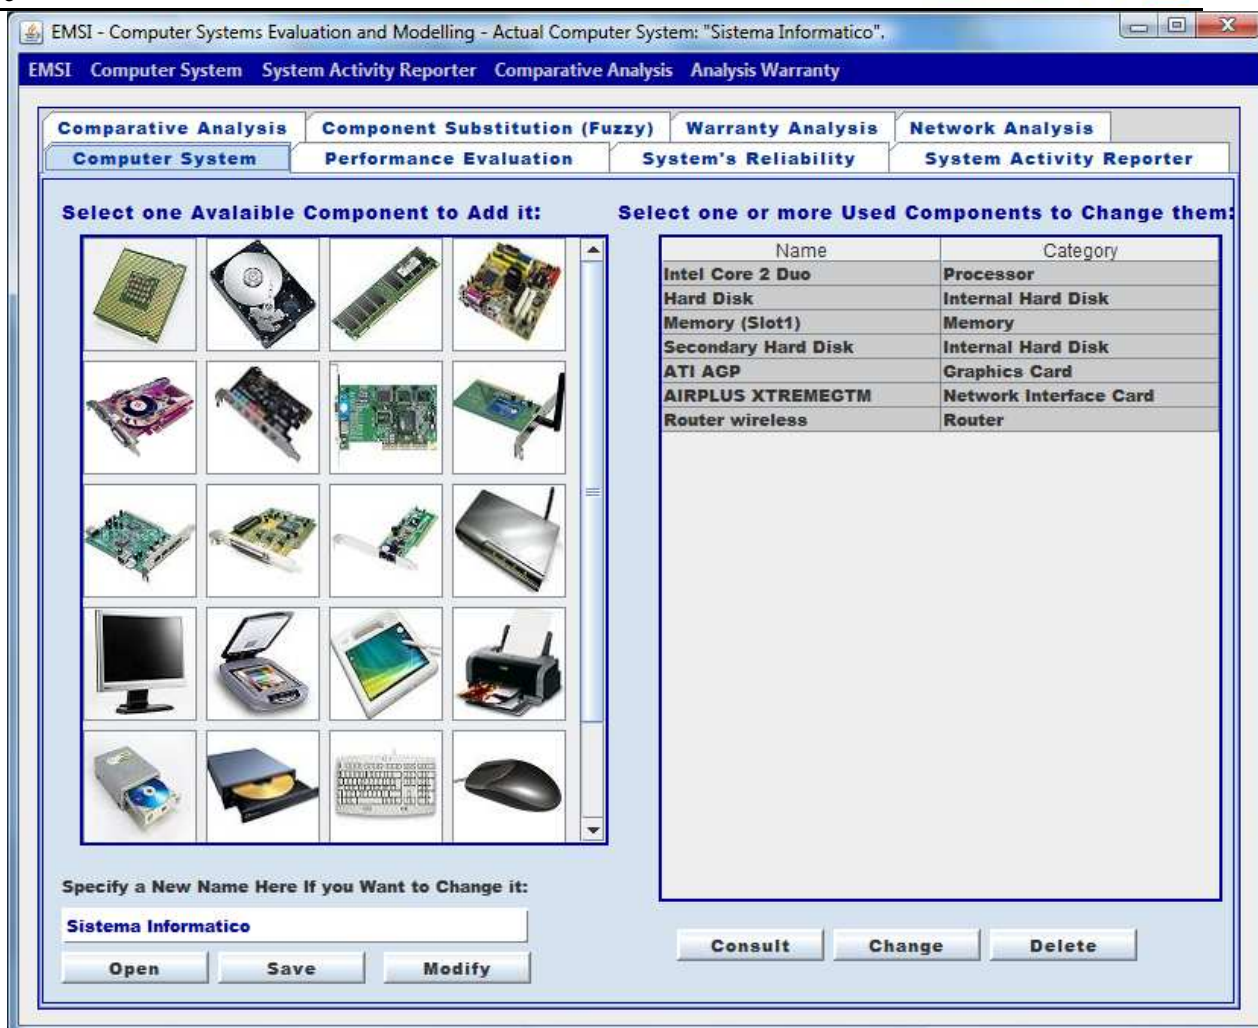 EMSI - Computer Systems Evaluation and Modelling - Actual Computer System: "Sistema Informatico".
EMSI Computer System System Activity Reporter Comparative Analysis Analysis Warranty
Comparative Analysis Component Substitution (Fuzzy) Warranty Analysis Network Analysis
Computer System Performance Evaluation System's Reliability System Activity Reporter
Select one Avalaible Component to Add it: Select one or more Used Components to Change them:
Name Category
Intel Core 2 Duo Processor
Hard Disk Internal Hard Disk
Memory (Slot1) Memory
Secondary Hard Disk Internal Hard Disk
ATI AGP Graphics Card
AIRPLUS XTREMEGTM Network Interface Card
Router wireless Router
Specify a New Name Here If you Want to Change it:
Sistema Informatico
Consult Change Delete
Open Save Modify